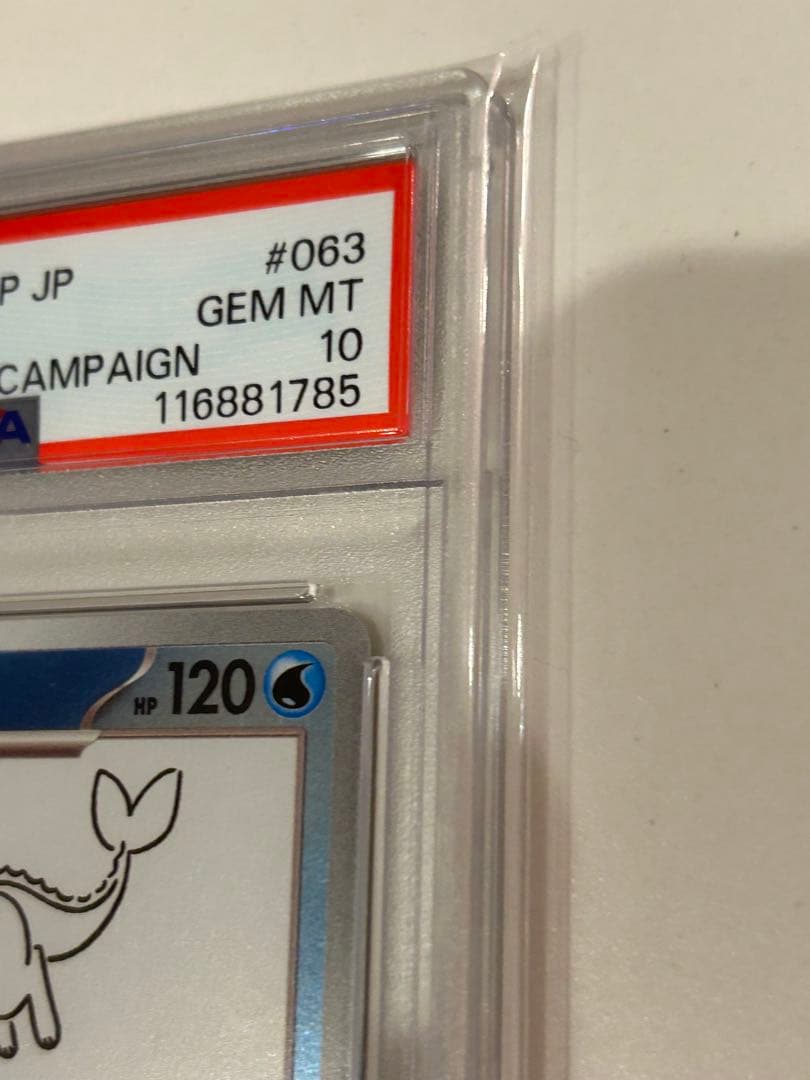 P JP #063
GEM MT
CAMPAIGN 10
116881785
A
HP 120